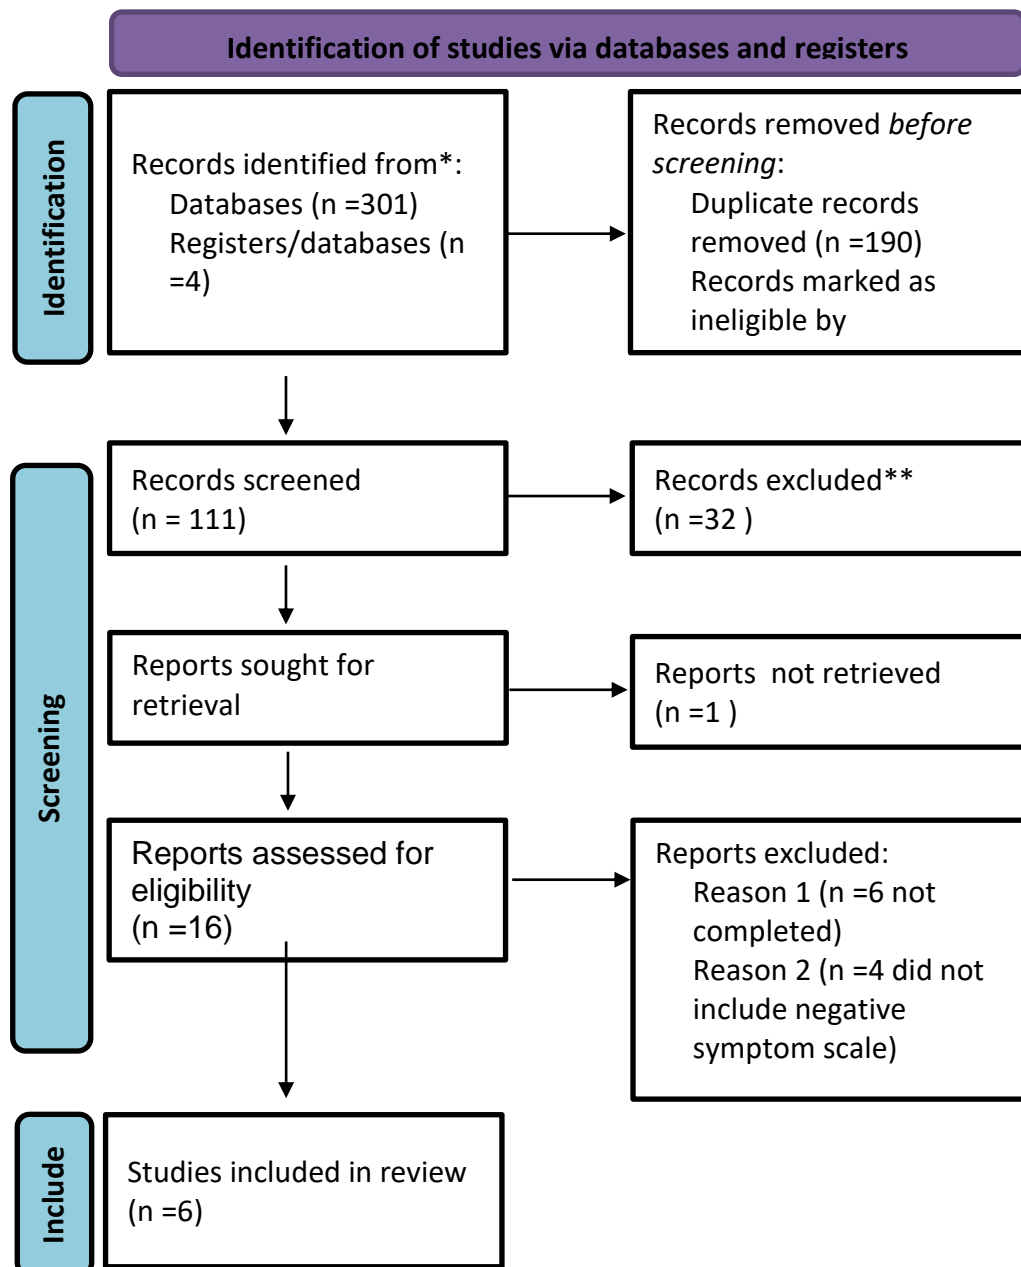 Identification of studies via databases and registers
Identification
Records identified from*:
Databases (n =301)
Registers/databases (n
=4)
Records removed before
screening:
Duplicate records
removed (n =190)
Records marked as
ineligible by
Screening
Records screened
(n = 111)
Records excluded**
(n =32 )
Reports sought for
retrieval
Reports  not retrieved
(n =1 )
Reports assessed for
eligibility
(n =16)
Reports excluded:
Reason 1 (n =6 not
completed)
Reason 2 (n =4 did not
include negative
symptom scale)
Include
Studies included in review
(n =6)